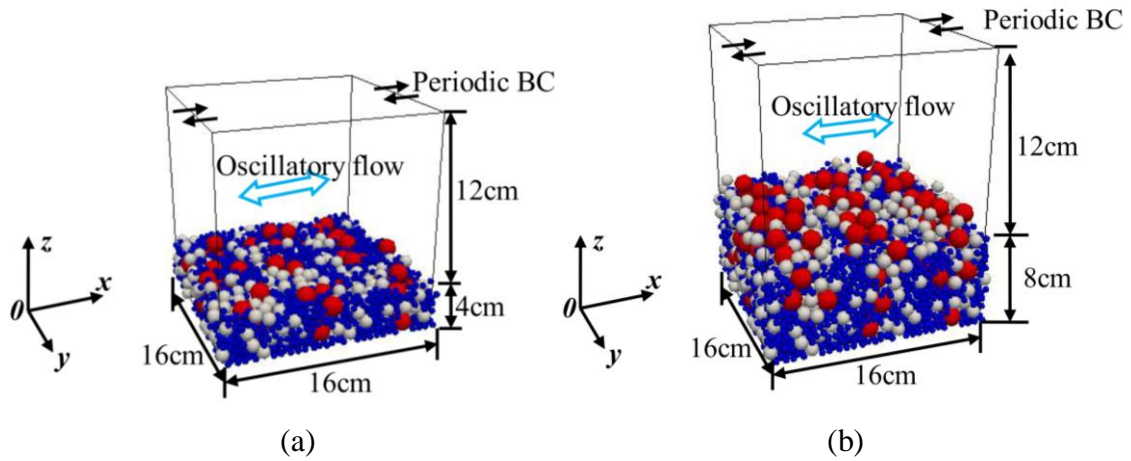 Periodic BC
Oscillatory flow
12cm
4cm
16cm
16cm
z
x
0
y
(a)
Periodic BC
Oscillatory flow
12cm
8cm
16cm
16cm
z
x
0
y
(b)